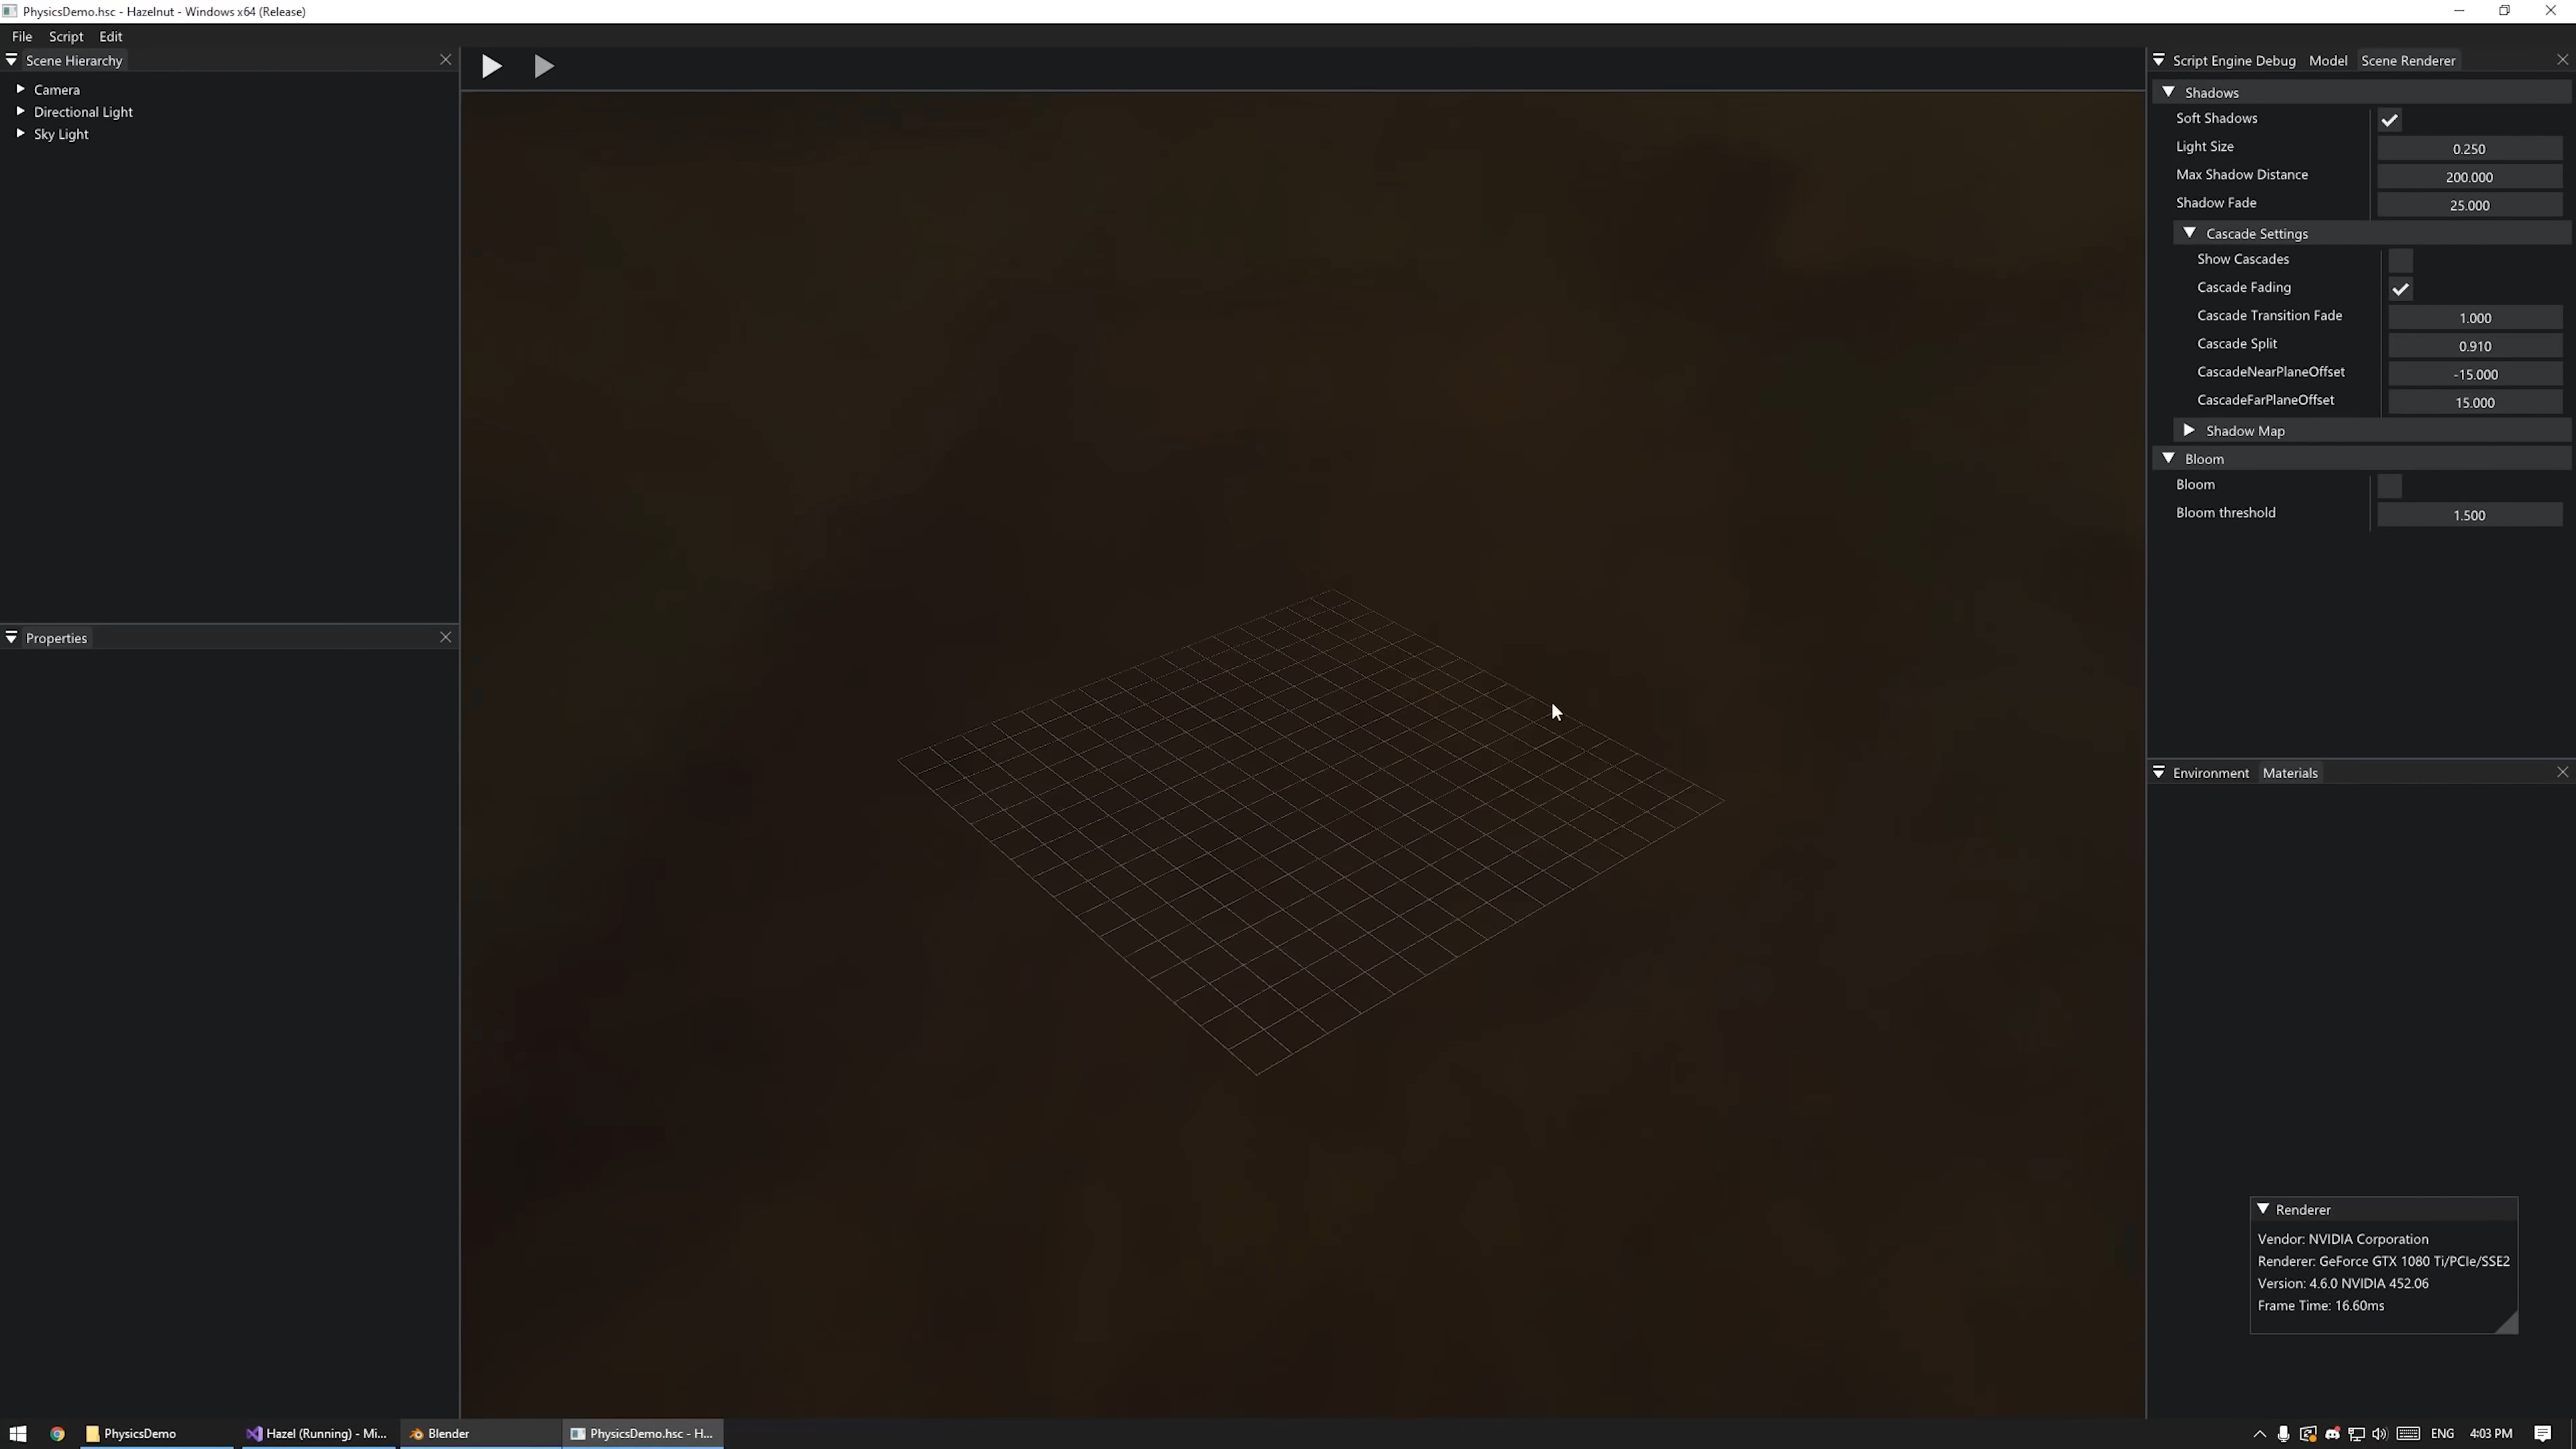 PhysicsDemo.hsc - Hazelnut - Windows x64 (Release)
File Script Edit
Scene Hierarchy
Camera
Directional Light
Sky Light
Properties
Script Engine Debug Model Scene Renderer
Shadows
Soft Shadows
Light Size 0.250
Max Shadow Distance 200.000
Shadow Fade 25.000
Cascade Settings
Show Cascades
Cascade Fading
Cascade Transition Fade 1.000
Cascade Split 0.910
CascadeNearPlaneOffset -15.000
CascadeFarPlaneOffset 15.000
Shadow Map
Bloom
Bloom
Bloom threshold 1.500
Environment Materials
Renderer
Vendor: NVIDIA Corporation
Renderer: GeForce GTX 1080 Ti/PCIe/SSE2
Version: 4.6.0 NVIDIA 452.06
Frame Time: 16.60ms
PhysicsDemo Hazel (Running) - Mi... Blender PhysicsDemo.hsc - H... ENG 4:03 PM